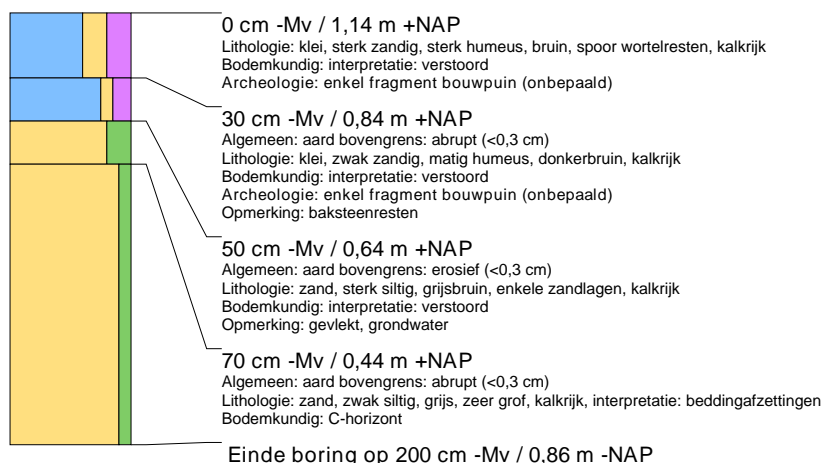 0 cm -Mv / 1,14 m +NAP
Lithologie: klei, sterk zandig, sterk humeus, bruin, spoor wortelresten, kalkrijk
Bodemkundig: interpretatie: verstoord
Archeologie: enkel fragment bouwpuin (onbepaald)
30 cm -Mv / 0,84 m +NAP
Algemeen: aard bovengrens: abrupt (<0,3 cm)
Lithologie: klei, zwak zandig, matig humeus, donkerbruin, kalkrijk
Bodemkundig: interpretatie: verstoord
Archeologie: enkel fragment bouwpuin (onbepaald)
Opmerking: baksteenresten
50 cm -Mv / 0,64 m +NAP
Algemeen: aard bovengrens: erosief (<0,3 cm)
Lithologie: zand, sterk siltig, grijsbruin, enkele zandlagen, kalkrijk
Bodemkundig: interpretatie: verstoord
Opmerking: gevlekt, grondwater
70 cm -Mv / 0,44 m +NAP
Algemeen: aard bovengrens: abrupt (<0,3 cm)
Lithologie: zand, zwak siltig, grijs, zeer grof, kalkrijk, interpretatie: beddingafzettingen
Bodemkundig: C-horizont
Einde boring op 200 cm -Mv / 0,86 m -NAP